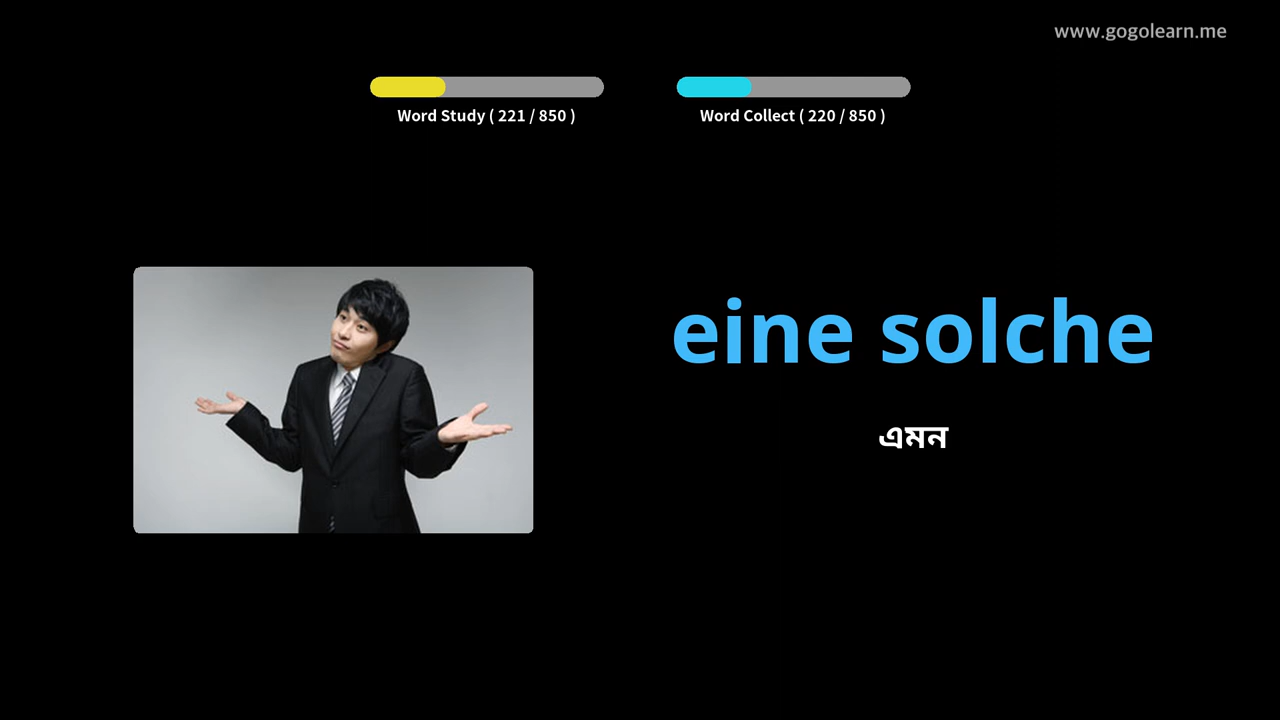 www.gogolearn.me
Word Study ( 221 / 850 )
Word Collect ( 220 / 850 )
eine solche
এমন